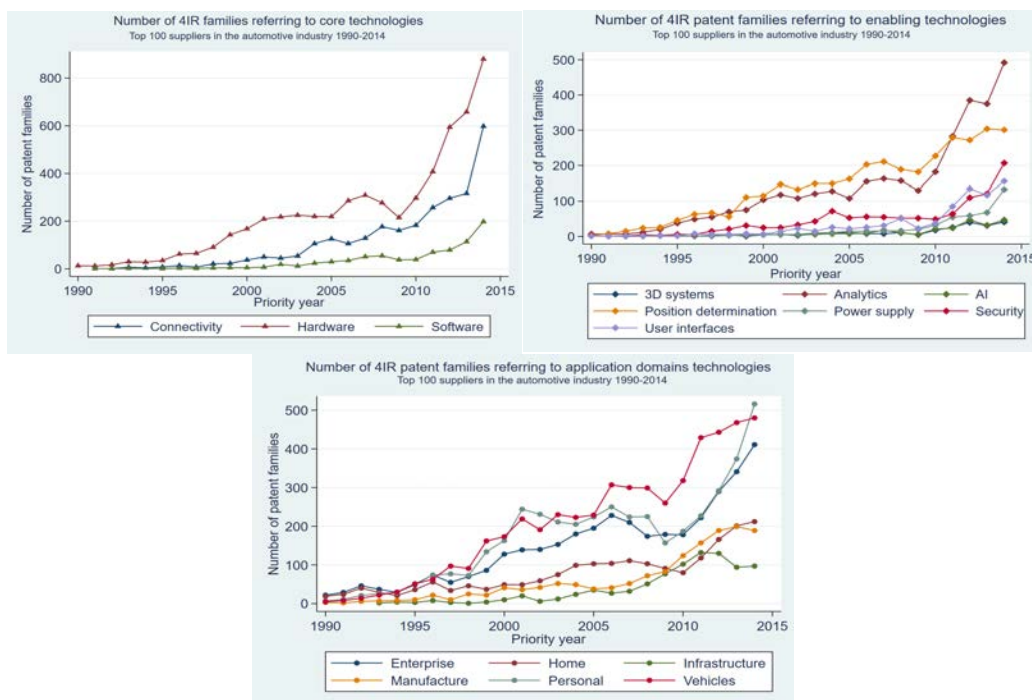 Number of 4IR families referring to core technologies
Top 100 suppliers in the automotive industry 1990-2014
Number of patent families
800
600
400
200
0
1990 1995 2000 2005 2010 2015
Priority year
Connectivity Hardware Software
Number of 4IR patent families referring to enabling technologies
Top 100 suppliers in the automotive industry 1990-2014
Number of patent families
500
400
300
200
100
0
1990 1995 2000 2005 2010 2015
Priority year
3D systems Analytics AI
Position determination Power supply Security
User interfaces
Number of 4IR patent families referring to application domains technologies
Top 100 suppliers in the automotive industry 1990-2014
Number of patent families
500
400
300
200
100
0
1990 1995 2000 2005 2010 2015
Priority year
Enterprise Home Infrastructure
Manufacture Personal Vehicles